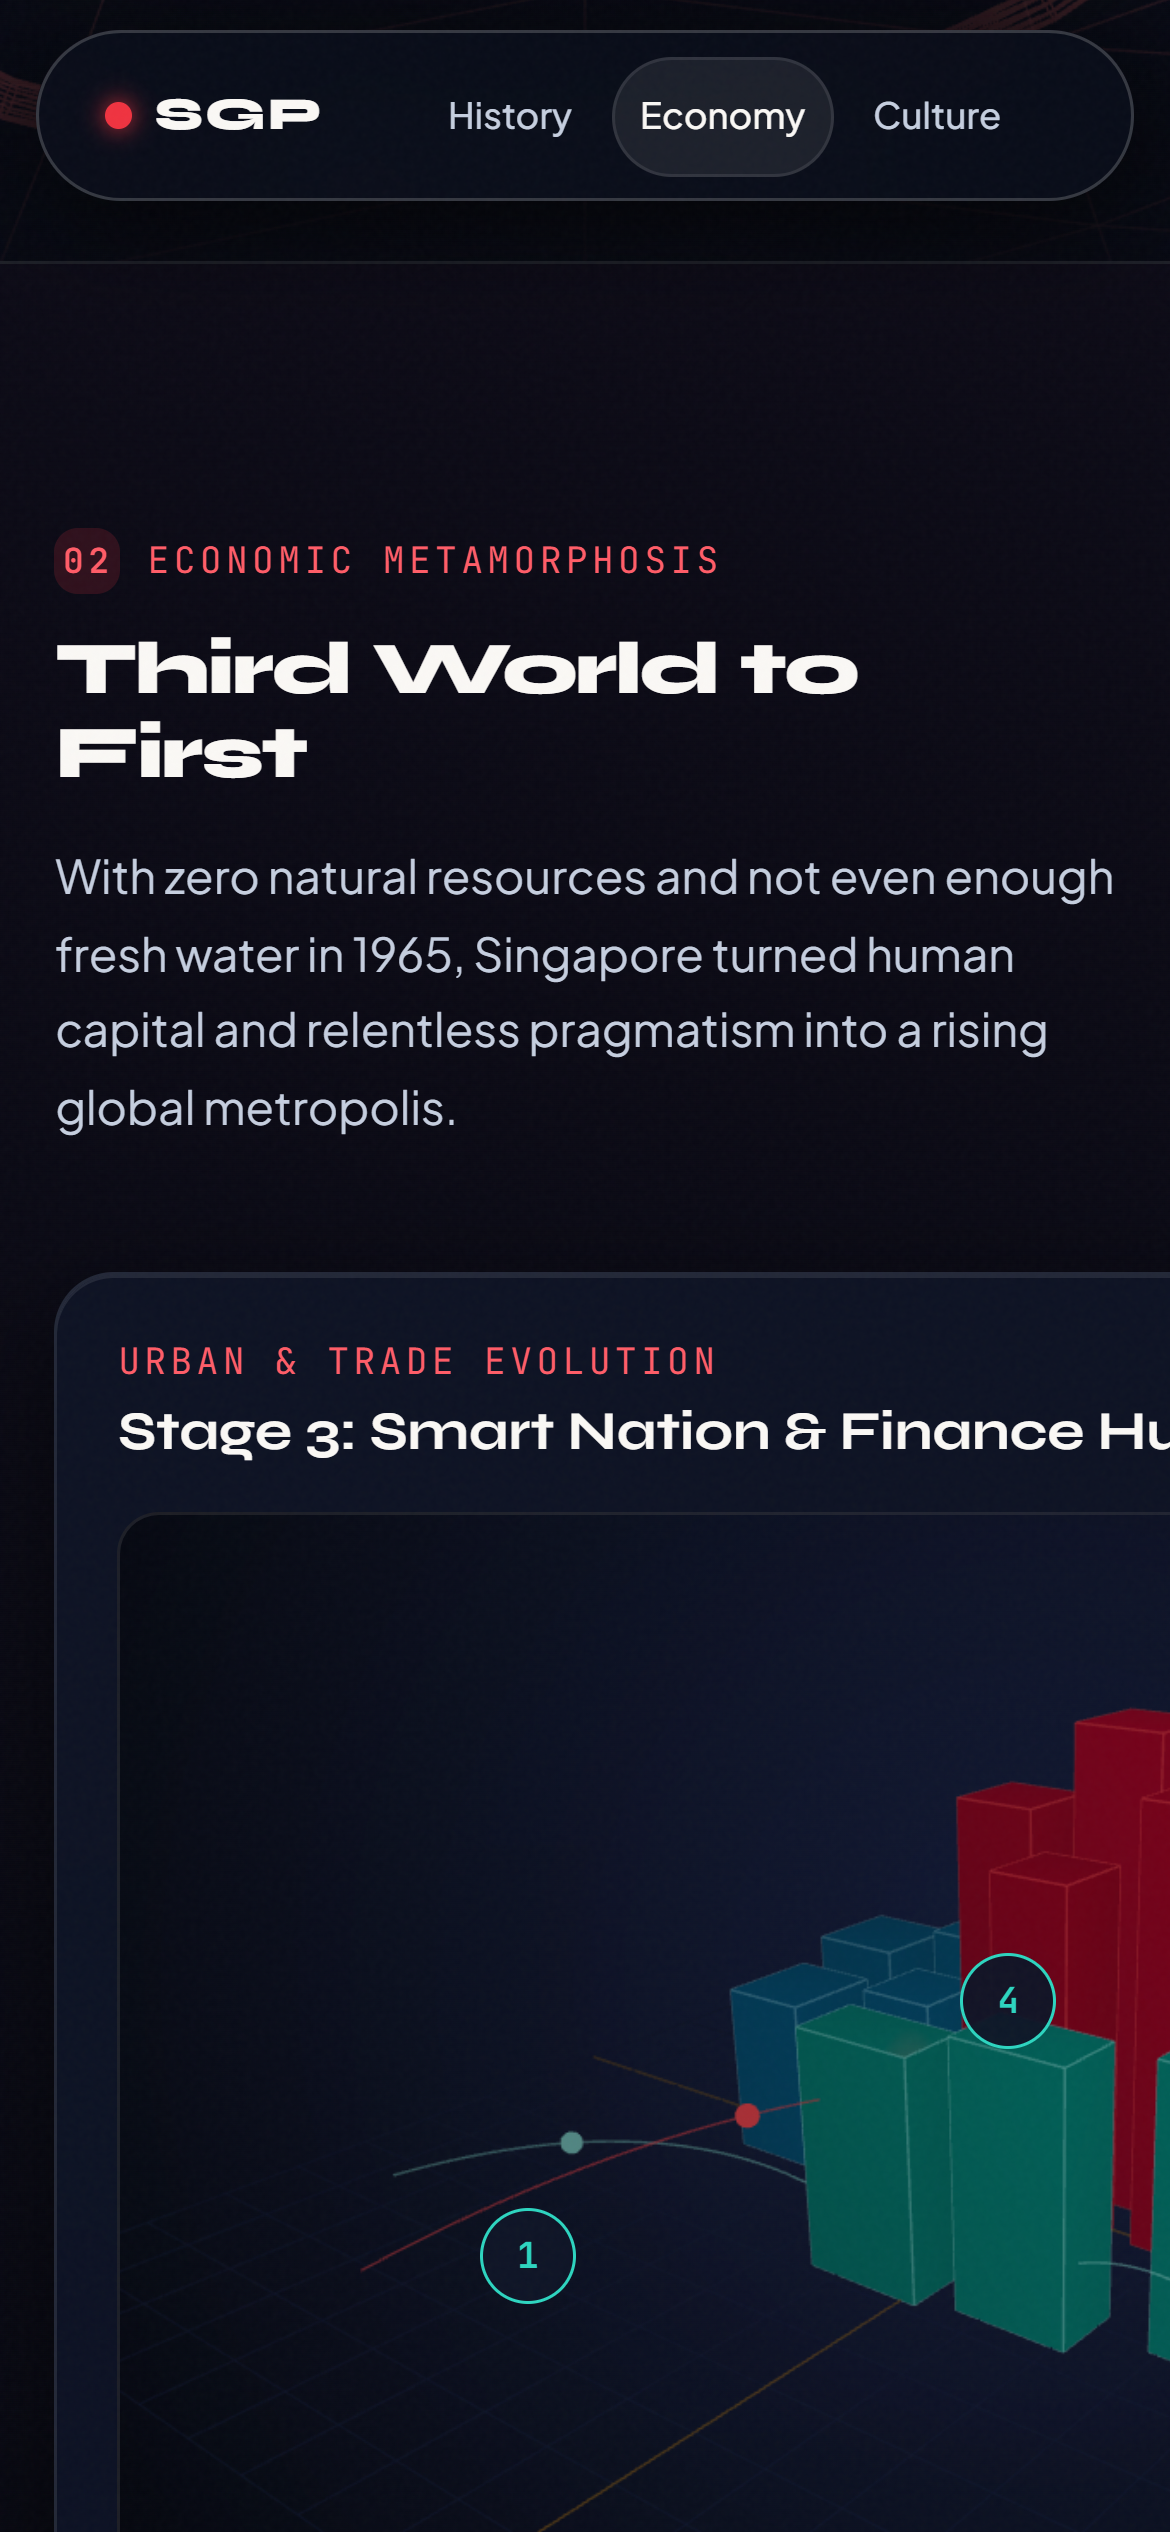 SGP
History
Economy
Culture
02 ECONOMIC METAMORPHOSIS
Third World to
First
With zero natural resources and not even enough
fresh water in 1965, Singapore turned human
capital and relentless pragmatism into a rising
global metropolis.
URBAN & TRADE EVOLUTION
Stage 3: Smart Nation & Finance
4
1